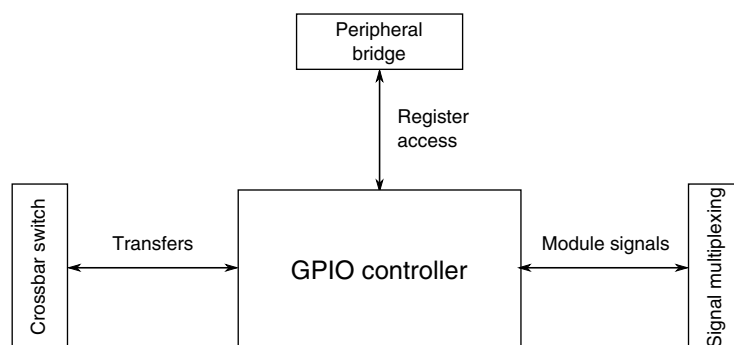 Peripheral
bridge
Register
access
Crossbar switch
Transfers
GPIO controller
Module signals
Signal multiplexing